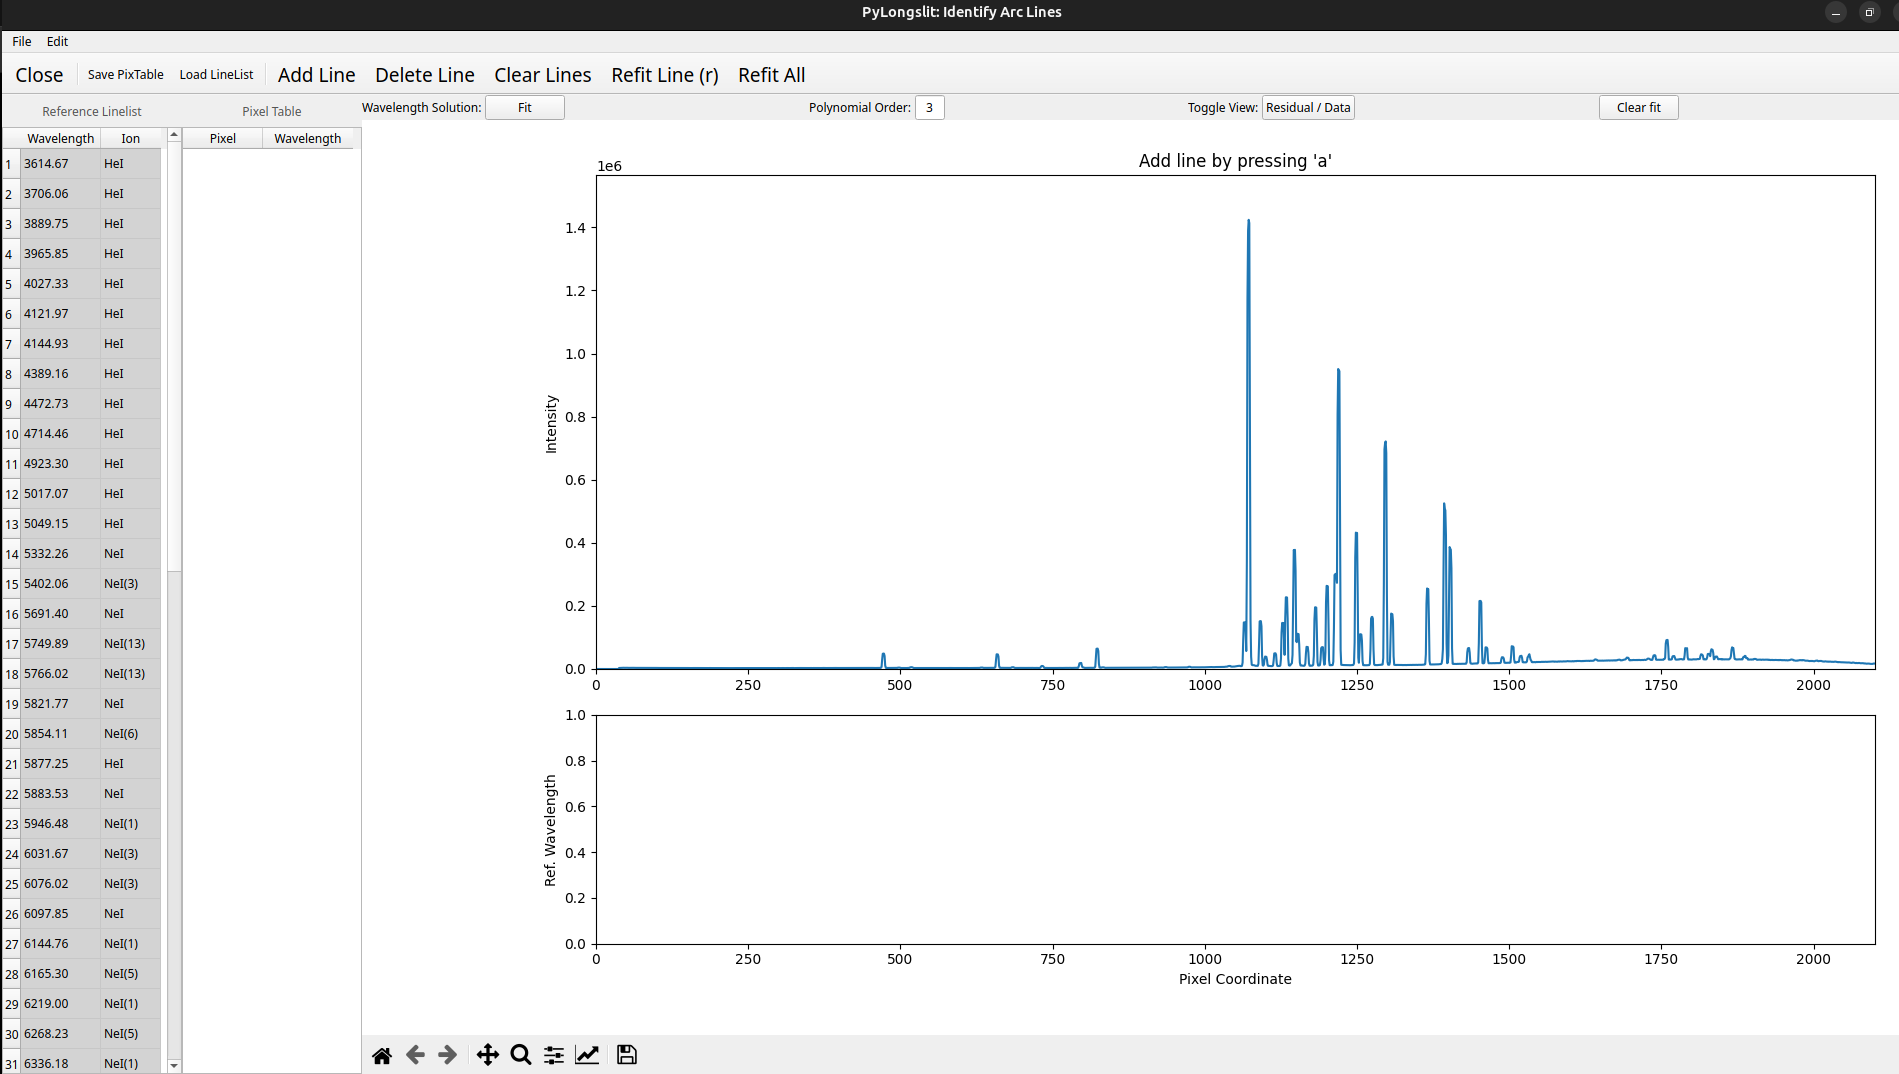 PyLongslit: Identify Arc Lines
File Edit
Close Save PixTable Load LineList Add Line Delete Line Clear Lines Refit Line (r) Refit All
Reference Linelist Pixel Table Wavelength Solution: Fit Polynomial Order: 3 Toggle View: Residual / Data Clear fit
Wavelength Ion Pixel Wavelength
1 3614.67 HeI
2 3706.06 HeI
3 3889.75 HeI
4 3965.85 HeI
5 4027.33 HeI
6 4121.97 HeI
7 4144.93 HeI
8 4389.16 HeI
9 4472.73 HeI
10 4714.46 HeI
11 4923.30 HeI
12 5017.07 HeI
13 5049.15 HeI
14 5332.26 NeI
15 5402.06 NeI(3)
16 5691.40 NeI
17 5749.89 NeI(13)
18 5766.02 NeI(13)
19 5821.77 NeI
20 5854.11 NeI(6)
21 5877.25 HeI
22 5883.53 NeI
23 5946.48 NeI(1)
24 6031.67 NeI(3)
25 6076.02 NeI(3)
26 6097.85 NeI
27 6144.76 NeI(1)
28 6165.30 NeI(5)
29 6219.00 NeI(1)
30 6268.23 NeI(5)
31 6336.18 NeI(1)
1e6
Add line by pressing 'a'
1.4
1.2
1.0
0.8
0.6
0.4
0.2
0.0
Intensity
0 250 500 750 1000 1250 1500 1750 2000
1.0
0.8
0.6
0.4
0.2
0.0
Ref. Wavelength
0 250 500 750 1000 1250 1500 1750 2000
Pixel Coordinate